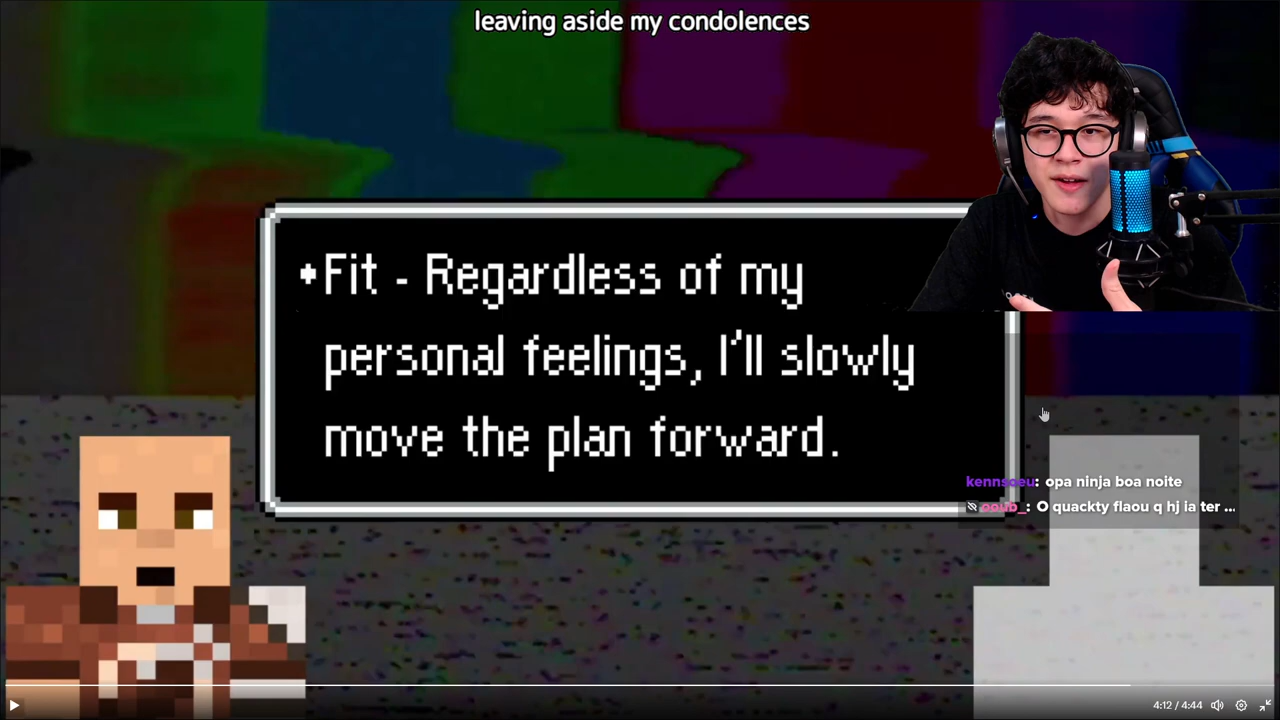 leaving aside my condolences
Fit - Regardless of my
personal feelings, I'll slowly
move the plan forward.
opa ninja boa noite
O quackty flaou q hj ia ter ...
4:12 / 4:44